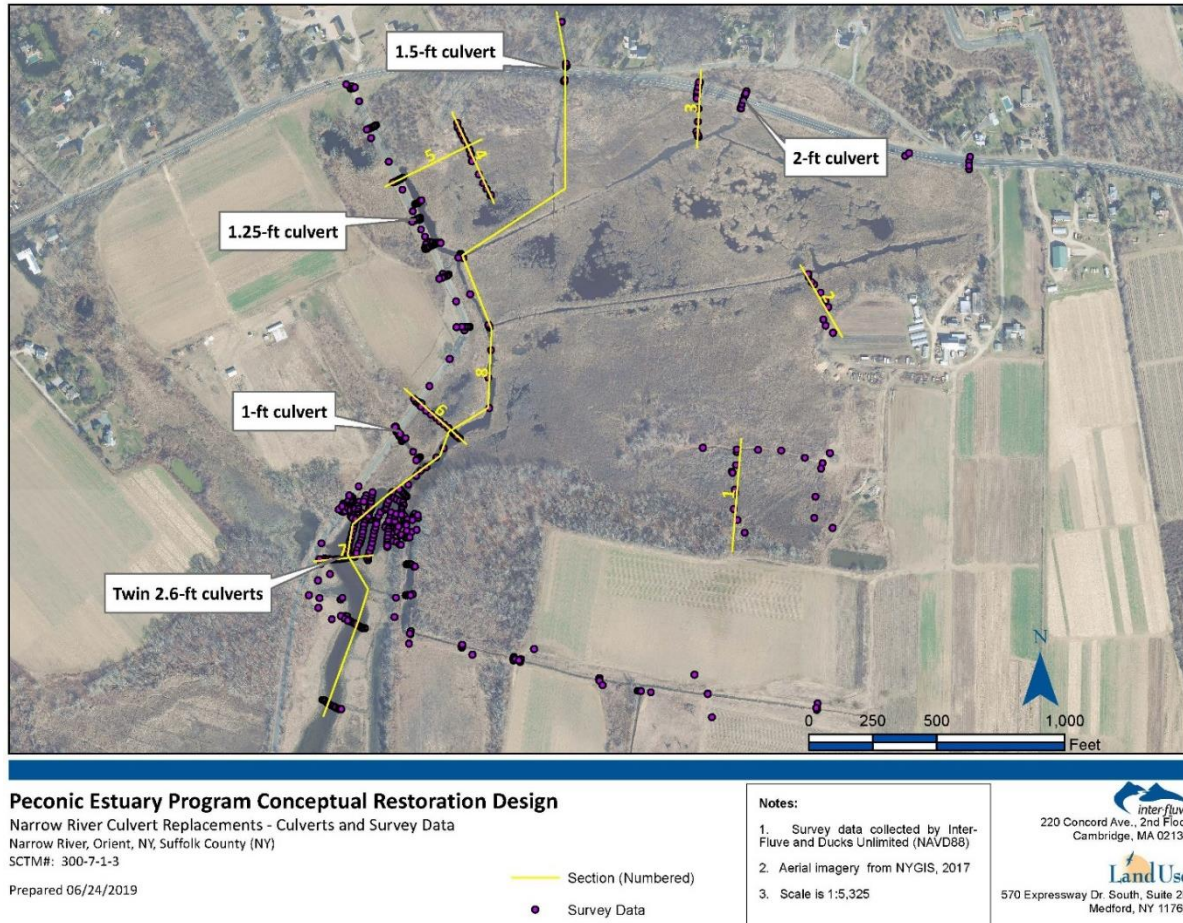 1.5-ft culvert
3
2-ft culvert
5
4
1.25-ft culvert
2
8
1-ft culvert
6
1
7
Twin 2.6-ft culverts
N
0 250 500 1,000
Feet
Peconic Estuary Program Conceptual Restoration Design
Narrow River Culvert Replacements - Culverts and Survey Data
Narrow River, Orient, NY, Suffolk County (NY)
SCTM#: 300-7-1-3
Prepared 06/24/2019
Section (Numbered)
Survey Data
Notes:
1. Survey data collected by Inter-
Fluve and Ducks Unlimited (NAVD88)
2. Aerial imagery from NYGIS, 2017
3. Scale is 1:5,325
inter-fluv
220 Concord Ave., 2nd Floo
Cambridge, MA 0213
Land Use
570 Expressway Dr. South, Suite 2
Medford, NY 1176